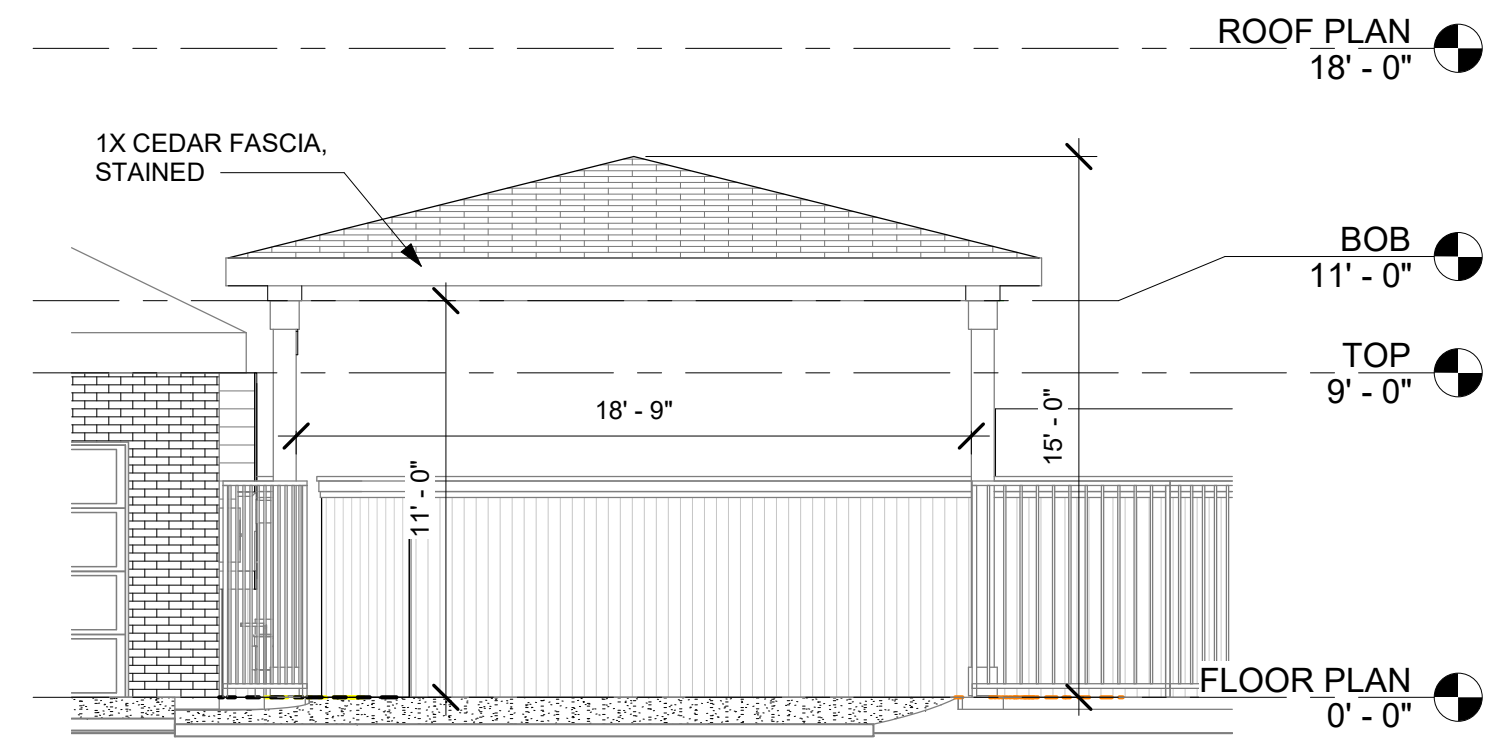 ROOF PLAN
18' - 0"
1X CEDAR FASCIA,
STAINED
BOB
11' - 0"
TOP
9' - 0"
18' - 9"
15' - 0"
11' - 0"
FLOOR PLAN
0' - 0"